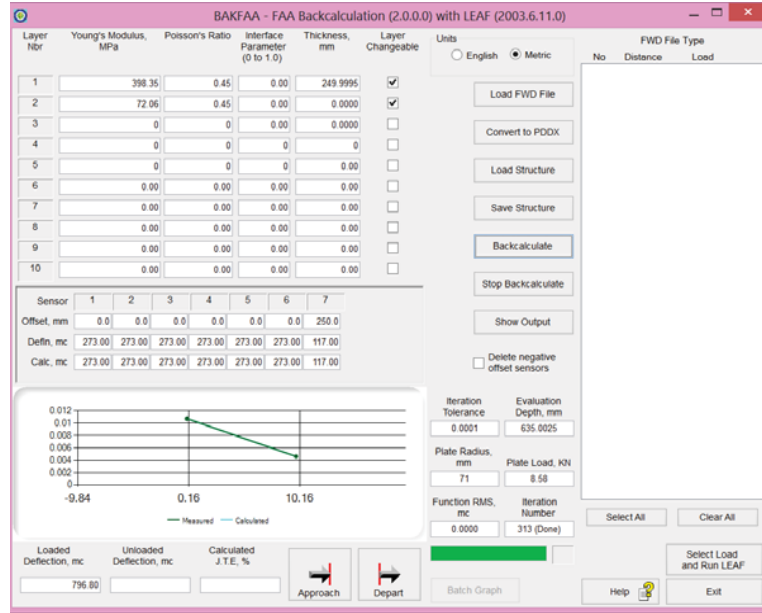 BAKFAA - FAA Backcalculation (2.0.0.0) with LEAF (2003.6.11.0)
Layer Nbr Young's Modulus, MPa Poisson's Ratio Interface Parameter (0 to 1.0) Thickness, mm Layer Changeable
1 398.35 0.45 0.00 249.9995
2 72.06 0.45 0.00 0.0000
3 0 0.00 0.00 0.0000
4 0 0 0 0
5 0 0 0 0.00
6 0.00 0.00 0.00 0.00
7 0.00 0.00 0.00 0.00
8 0.00 0.00 0.00 0.00
9 0.00 0.00 0.00 0.00
10 0.00 0.00 0.00 0.00
Sensor 1 2 3 4 5 6 7
Offset, mm 0.0 0.0 0.0 0.0 0.0 0.0 250.0
Defln, mc 273.00 273.00 273.00 273.00 273.00 273.00 117.00
Calc, mc 273.00 273.00 273.00 273.00 273.00 273.00 117.00
0.012
0.01
0.008
0.006
0.004
0.002
0
-9.84 0.16 10.16
Measured Calculated
Loaded Deflection, mc Unloaded Deflection, mc Calculated J.T.E, %
796.80
Approach Depart
Units
English Metric
Load FWD File
Convert to PDDX
Load Structure
Save Structure
Backcalculate
Stop Backcalculate
Show Output
Delete negative offset sensors
Iteration Tolerance Evaluation Depth, mm
0.0001 635.0025
Plate Radius, mm Plate Load, KN
71 8.58
Function RMS, mc Iteration Number
0.0000 313 (Done)
Batch Graph
FWD File Type
No Distance Load
Select All Clear All
Select Load and Run LEAF
Help Exit